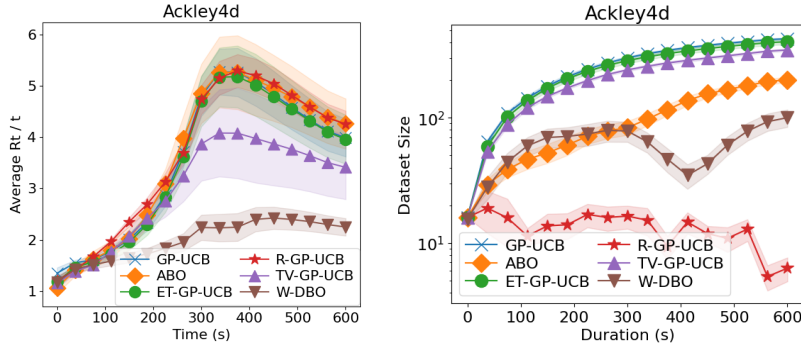 Ackley4d
Average Rt / t
6
5
4
3
2
1
0 100 200 300 400 500 600
Time (s)
GP-UCB
ABO
ET-GP-UCB
R-GP-UCB
TV-GP-UCB
W-DBO
Ackley4d
Dataset Size
10²
10¹
0 100 200 300 400 500 600
Duration (s)
GP-UCB
ABO
ET-GP-UCB
R-GP-UCB
TV-GP-UCB
W-DBO